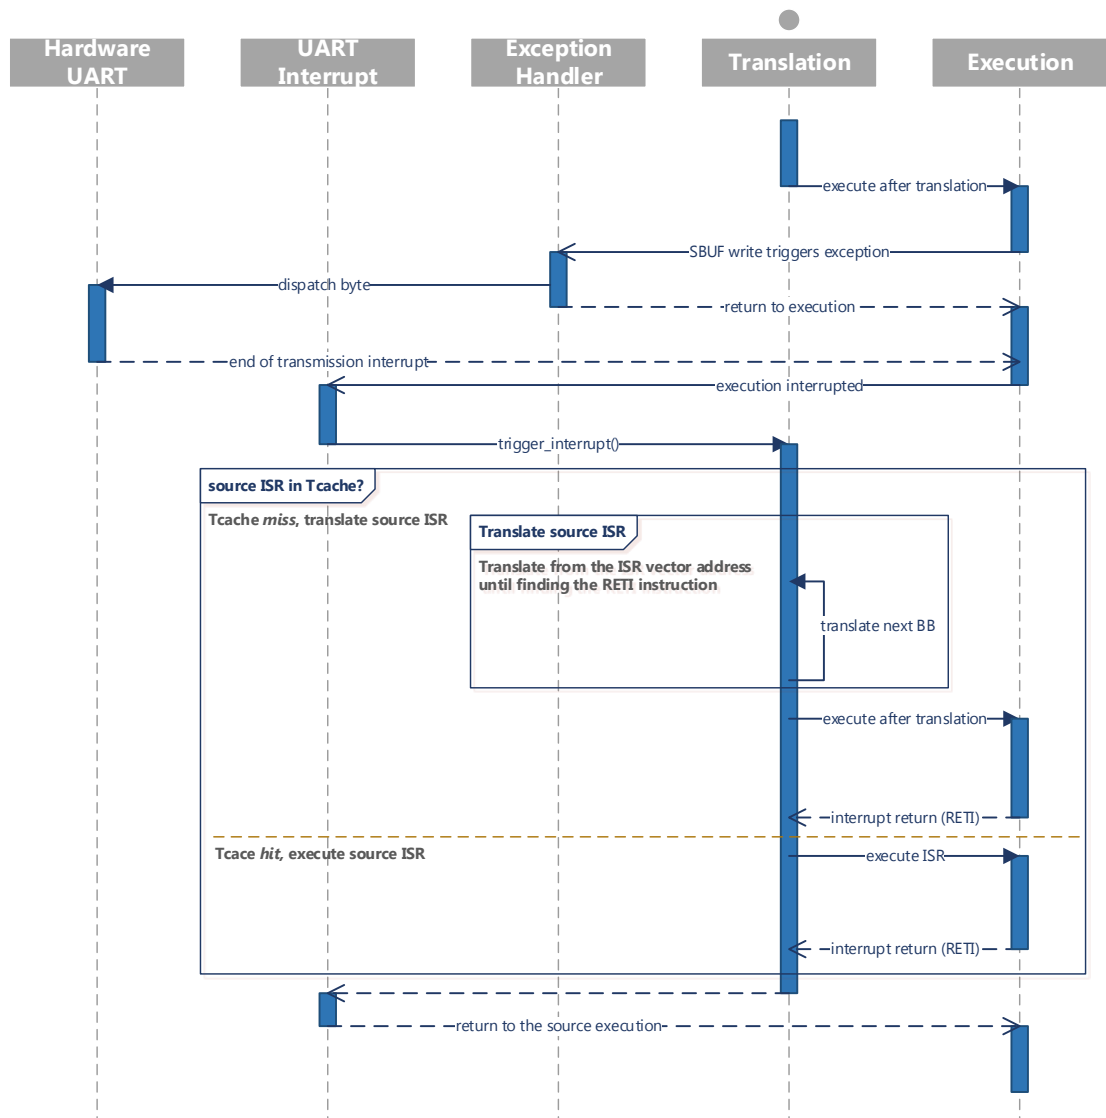 Hardware
UART
UART
Interrupt
Exception
Handler
Translation
Execution
execute after translation
SBUF write triggers exception
dispatch byte
return to execution
end of transmission interrupt
execution interrupted
trigger_interrupt()
source ISR in Tcache?
Tcache miss, translate source ISR
Translate source ISR
Translate from the ISR vector address
until finding the RETI instruction
translate next BB
execute after translation
interrupt return (RETI)
Tcace hit, execute source ISR
execute ISR
interrupt return (RETI)
return to the source execution